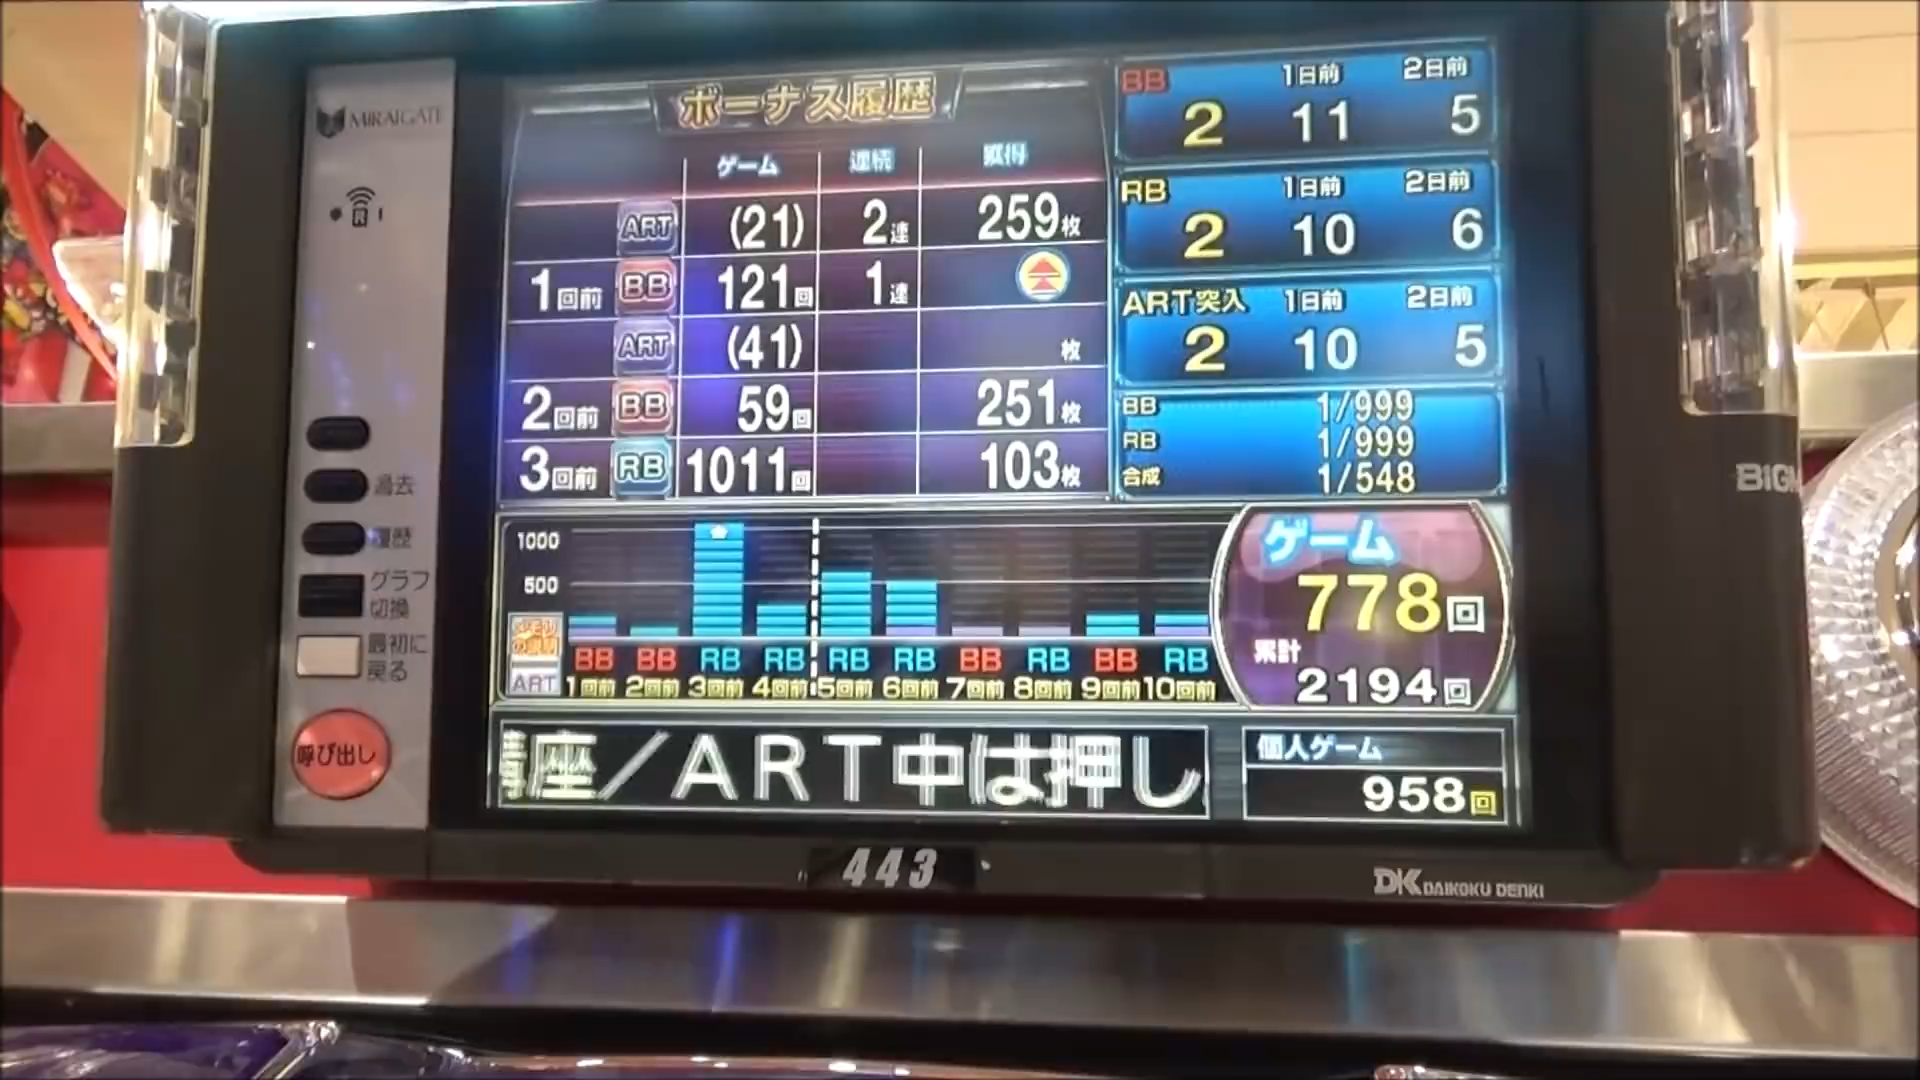 MIRAIGATE
過去
履歴
グラフ
切換
最初に
戻る
呼び出し
ボーナス履歴
ゲーム 連続 獲得
ART (21) 2連 259枚
1回前 BB 121回 1連
ART (41) 枚
2回前 BB 59回 251枚
3回前 RB 1011回 103枚
BB 1日前 2日前
2 11 5
RB 1日前 2日前
2 10 6
ART突入 1日前 2日前
2 10 5
BB 1/999
RB 1/999
合成 1/548
1000
500
ART
BB BB RB RB RB RB BB RB BB RB
1回前 2回前 3回前 4回前 5回前 6回前 7回前 8回前 9回前 10回前
ゲーム
778回
累計
2194回
座／ART中は押し
個人ゲーム
958回
443
DK DAIKOKU DENKI